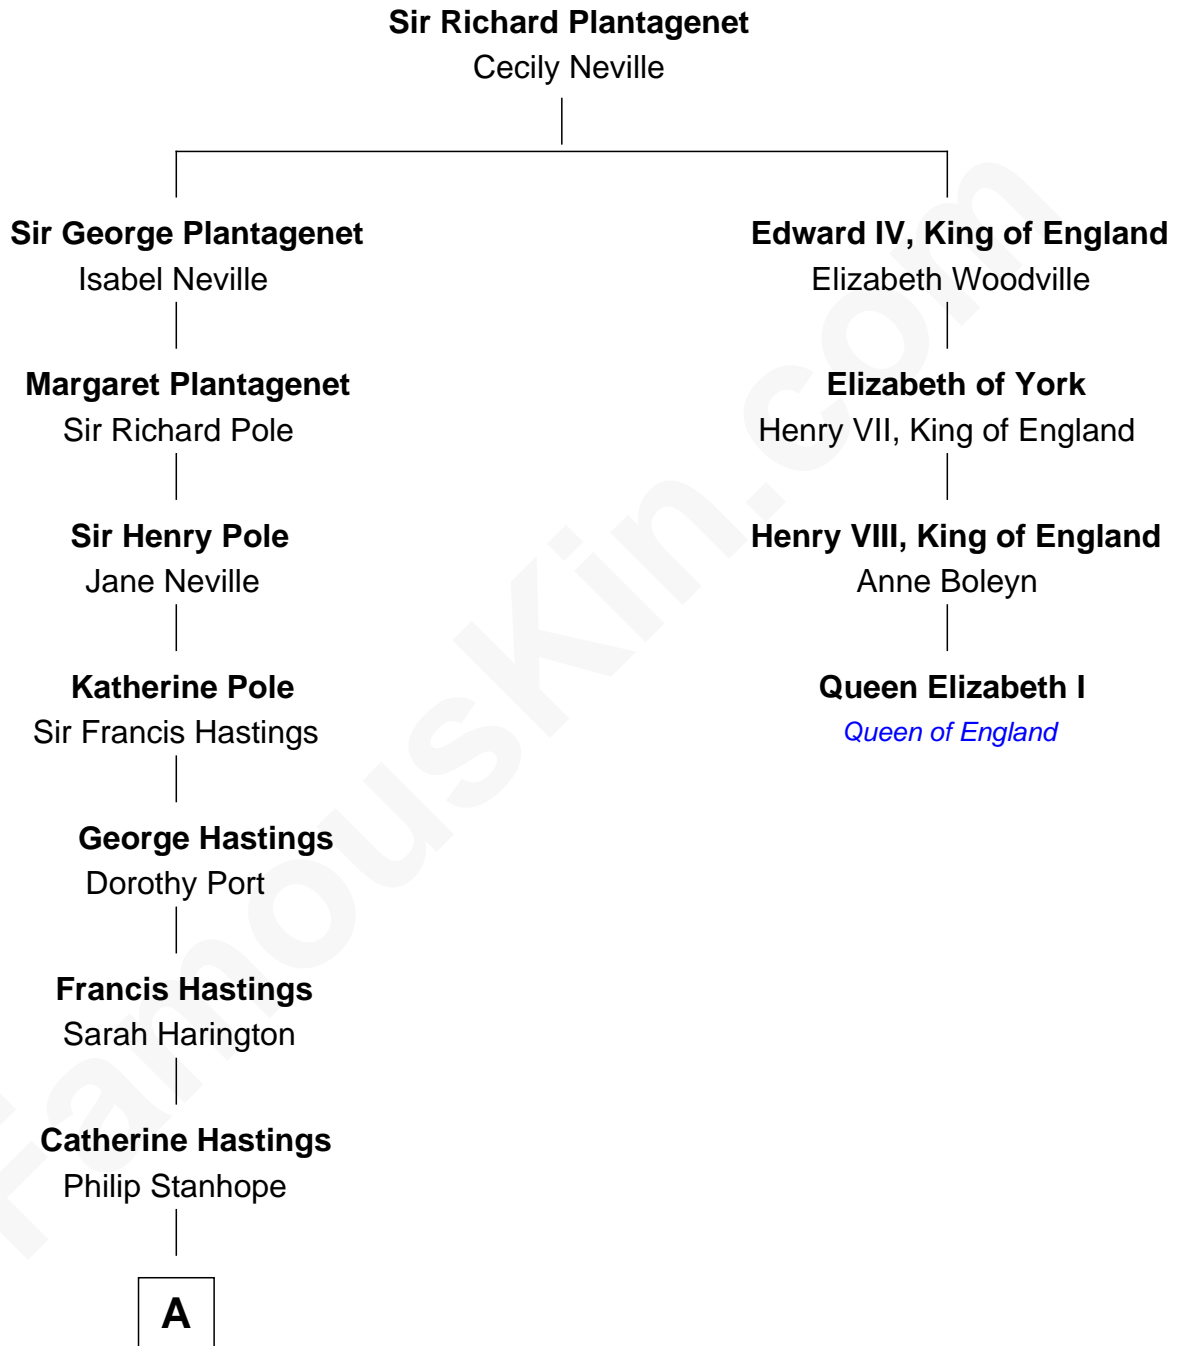 Sir Richard Plantagenet
Cecily Neville
Sir George Plantagenet
Isabel Neville
Edward IV, King of England
Elizabeth Woodville
Margaret Plantagenet
Sir Richard Pole
Elizabeth of York
Henry VII, King of England
Sir Henry Pole
Jane Neville
Henry VIII, King of England
Anne Boleyn
Katherine Pole
Sir Francis Hastings
Queen Elizabeth I
Queen of England
George Hastings
Dorothy Port
Francis Hastings
Sarah Harington
Catherine Hastings
Philip Stanhope
A
FamousKin.com